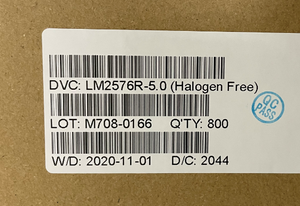 DVC: LM2576R-5.0 (Halogen Free)
QC
PASS
LOT: M708-0166 Q'TY: 800
W/D: 2020-11-01 D/C: 2044